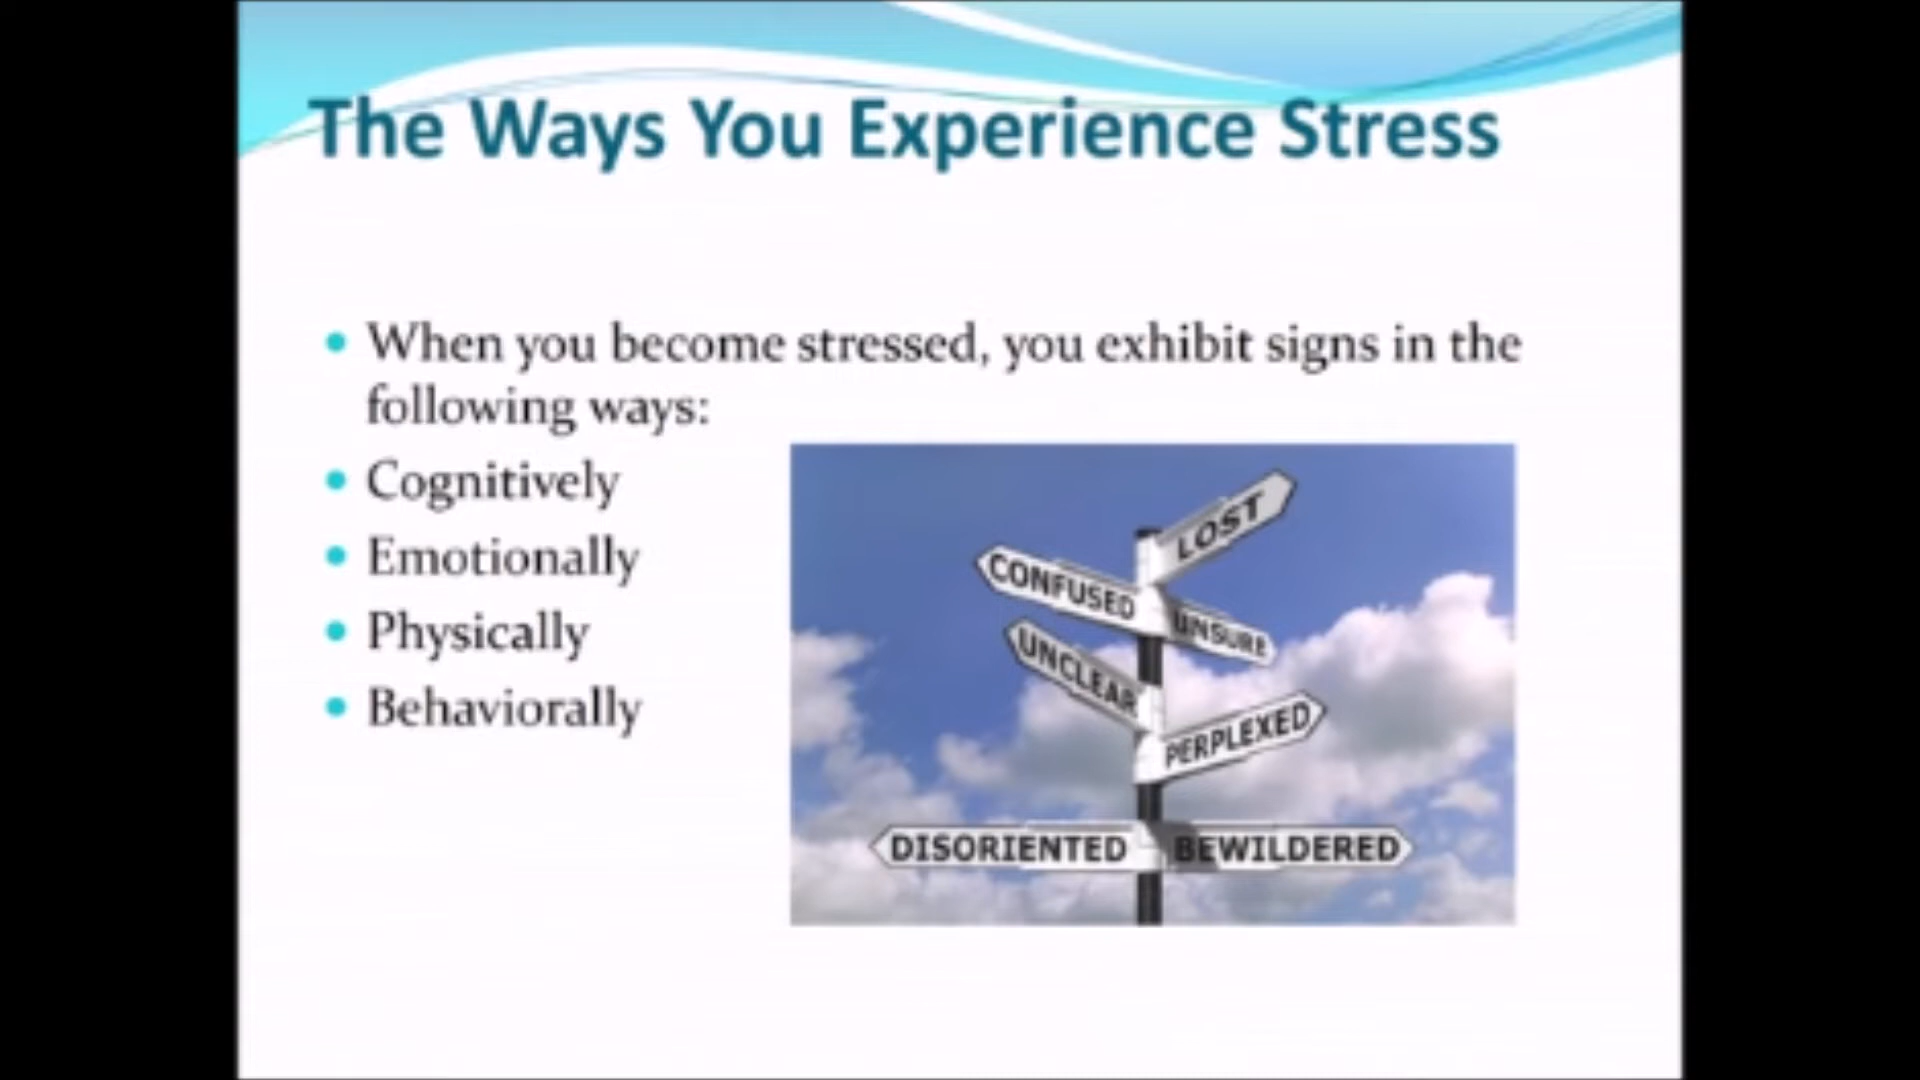 The Ways You Experience Stress
When you become stressed, you exhibit signs in the
following ways:
Cognitively
Emotionally
Physically
Behaviorally
LOST
CONFUSED
UNSURE
UNCLEAR
PERPLEXED
DISORIENTED
BEWILDERED